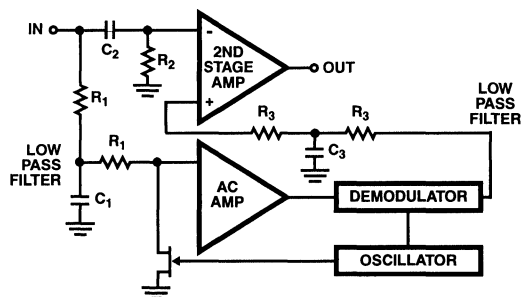 IN
C2
R2
-
2ND
STAGE
AMP
+
OUT
R1
LOW
PASS
FILTER
R3
R3
C3
LOW
PASS
FILTER
R1
C1
AC
AMP
DEMODULATOR
OSCILLATOR